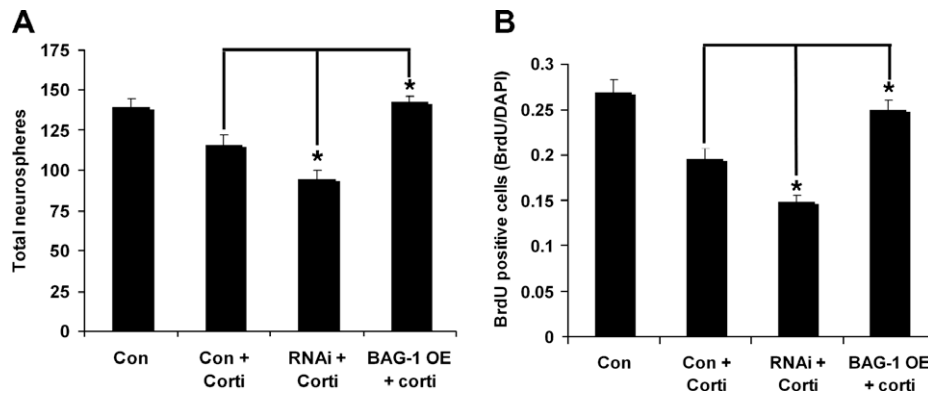 A
Total neurospheres
175
150
125
100
75
50
25
0
*
*
Con
Con +
Corti
RNAi +
Corti
BAG-1 OE
+ corti
B
BrdU positive cells (BrdU/DAPI)
0.3
0.25
0.2
0.15
0.1
0.05
0
*
*
Con
Con +
Corti
RNAi +
Corti
BAG-1 OE
+ corti